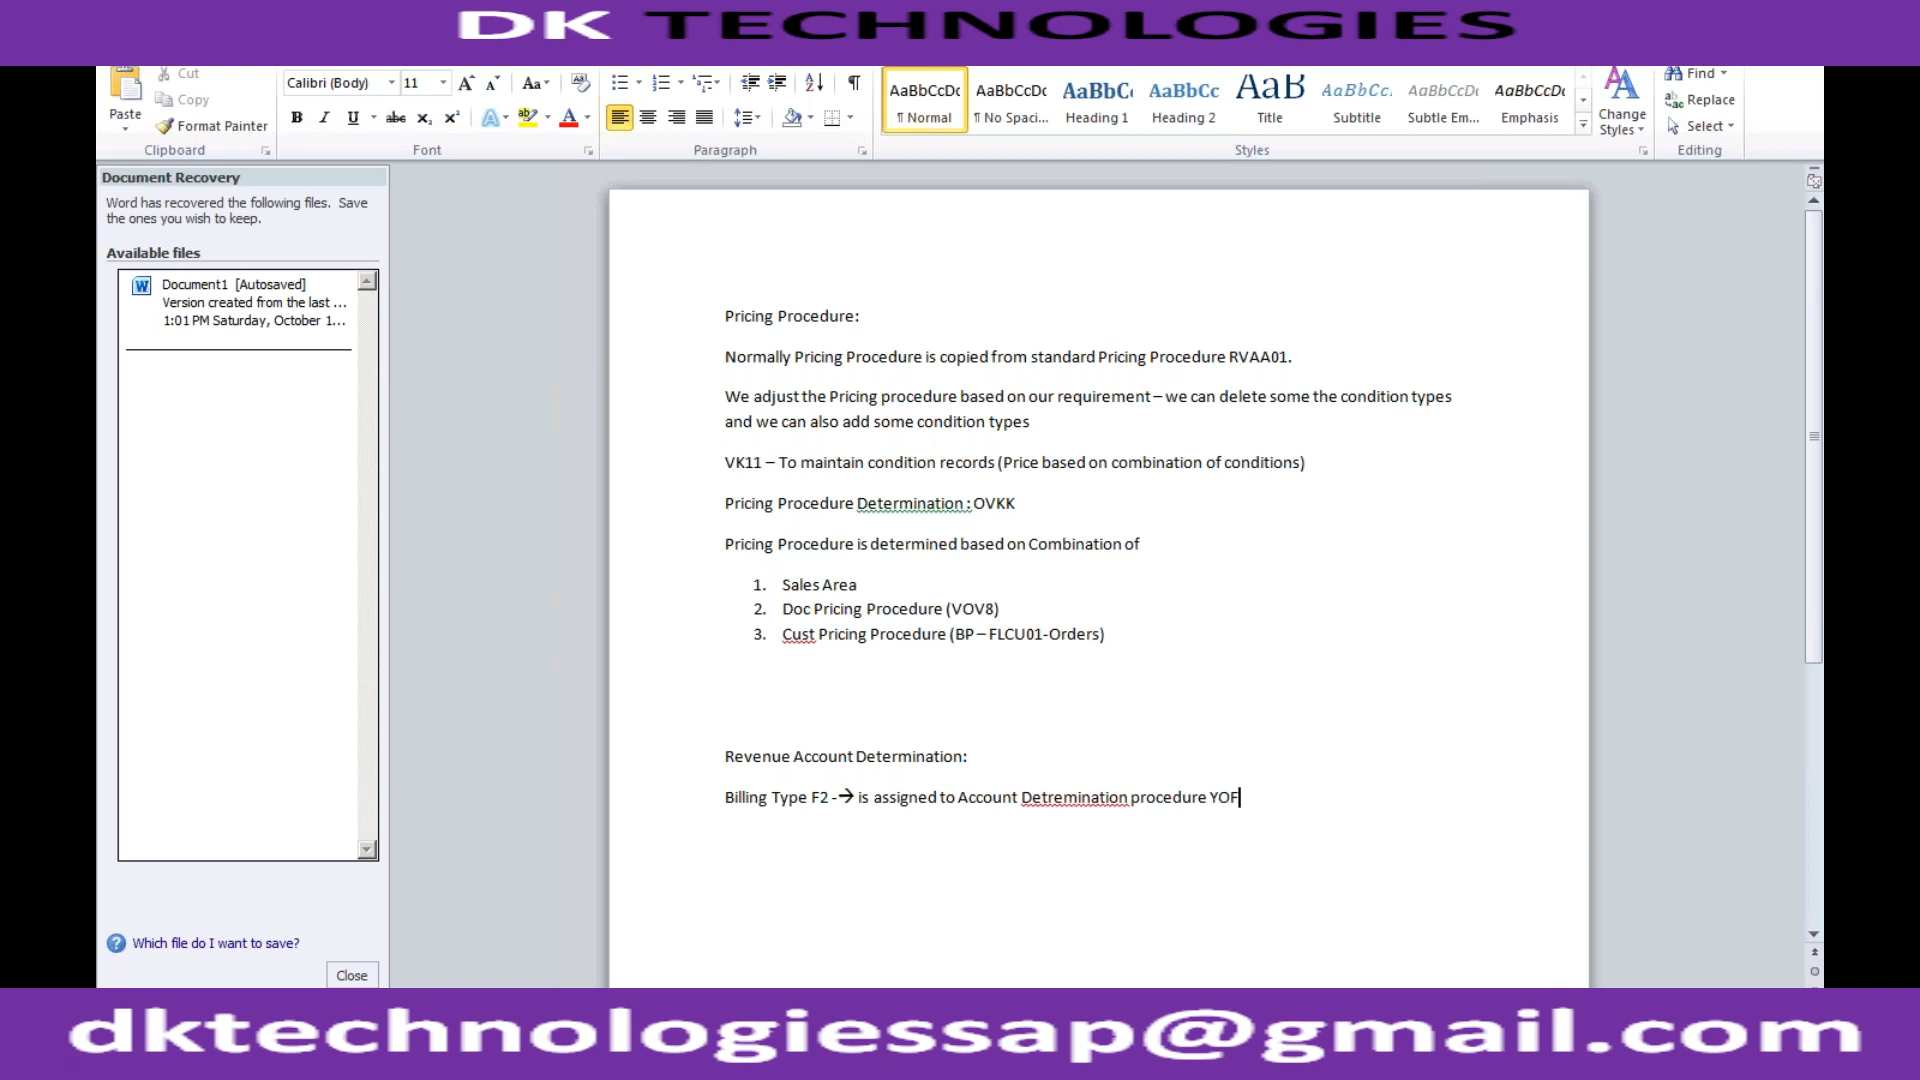 DK TECHNOLOGIES
Cut
Copy
Format Painter
Paste
Clipboard
Calibri (Body)
11
Font
Paragraph
AaBbCcDc
¶ Normal
AaBbCcDc
¶ No Spaci...
AaBbC
Heading 1
AaBbCc
Heading 2
AaB
Title
AaBbCc.
Subtitle
AaBbCcDc
Subtle Em...
AaBbCcDc
Emphasis
Change
Styles
Styles
Find
Replace
Select
Editing
Document Recovery
Word has recovered the following files. Save
the ones you wish to keep.
Available files
Document1 [Autosaved]
Version created from the last ...
1:01 PM Saturday, October 1...
Which file do I want to save?
Close
Pricing Procedure:
Normally Pricing Procedure is copied from standard Pricing Procedure RVAA01.
We adjust the Pricing procedure based on our requirement – we can delete some the condition types
and we can also add some condition types
VK11 – To maintain condition records (Price based on combination of conditions)
Pricing Procedure Determination : OVKK
Pricing Procedure is determined based on Combination of
1. Sales Area
2. Doc Pricing Procedure (VOV8)
3. Cust Pricing Procedure (BP – FLCU01-Orders)
Revenue Account Determination:
Billing Type F2 -→ is assigned to Account Detremination procedure YOF
dktechnologiessap@gmail.com